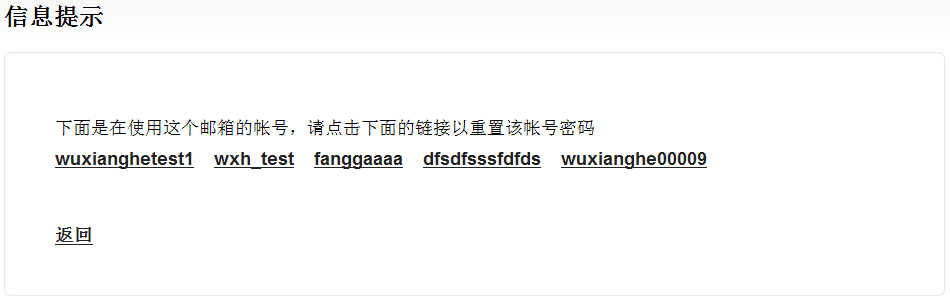 信息提示
下面是在使用这个邮箱的帐号，请点击下面的链接以重置该帐号密码
wuxianghetest1 wxh_test fanggaaaa dfsdfsssfdfds wuxianghe00009
返回